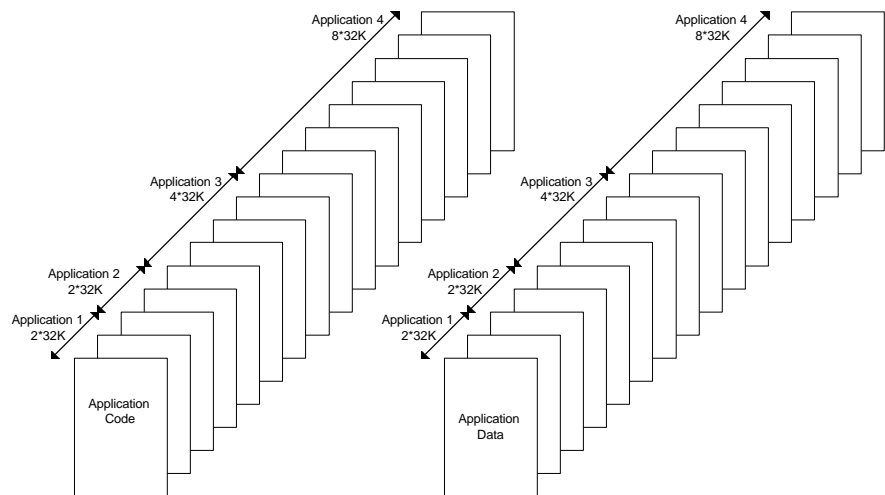 Application 4
8*32K
Application 3
4*32K
Application 2
2*32K
Application 1
2*32K
Application
Code
Application 4
8*32K
Application 3
4*32K
Application 2
2*32K
Application 1
2*32K
Application
Data